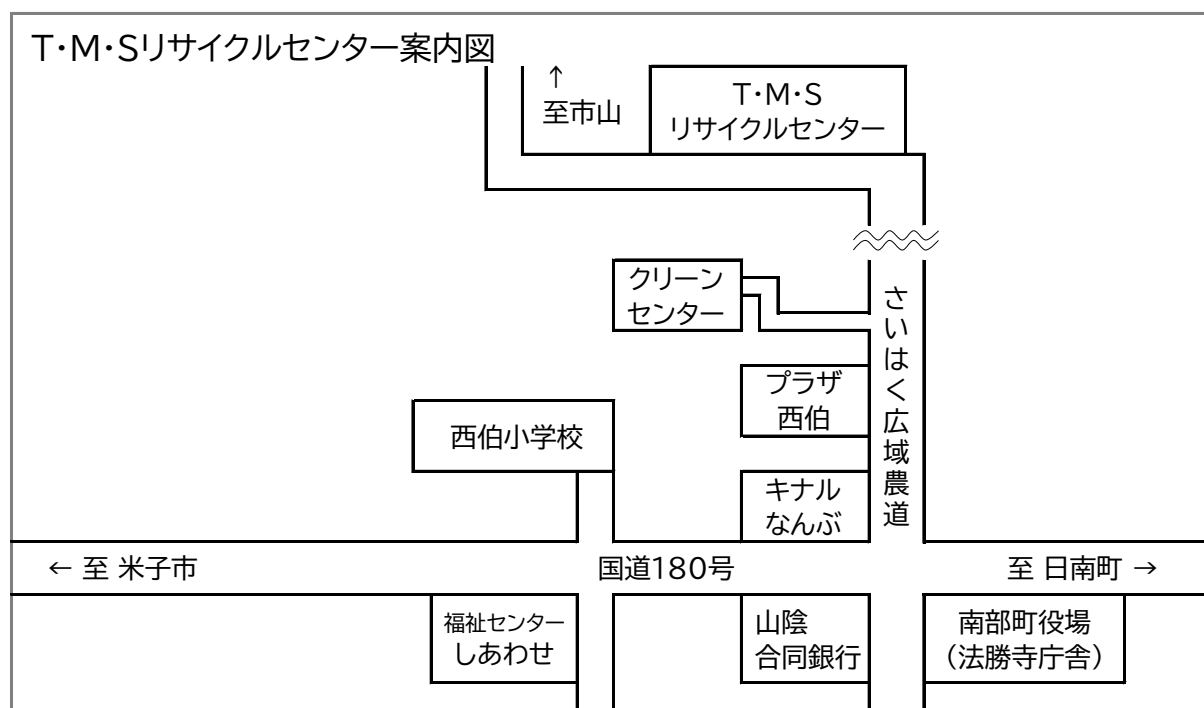 T・M・Sリサイクルセンター案内図
↑
至市山
T・M・S
リサイクルセンター
クリーン
センター
さいはく広域農道
プラザ
西伯
西伯小学校
キナル
なんぶ
← 至 米子市
国道180号
至 日南町 →
福祉センター
しあわせ
山陰
合同銀行
南部町役場
（法勝寺庁舎）